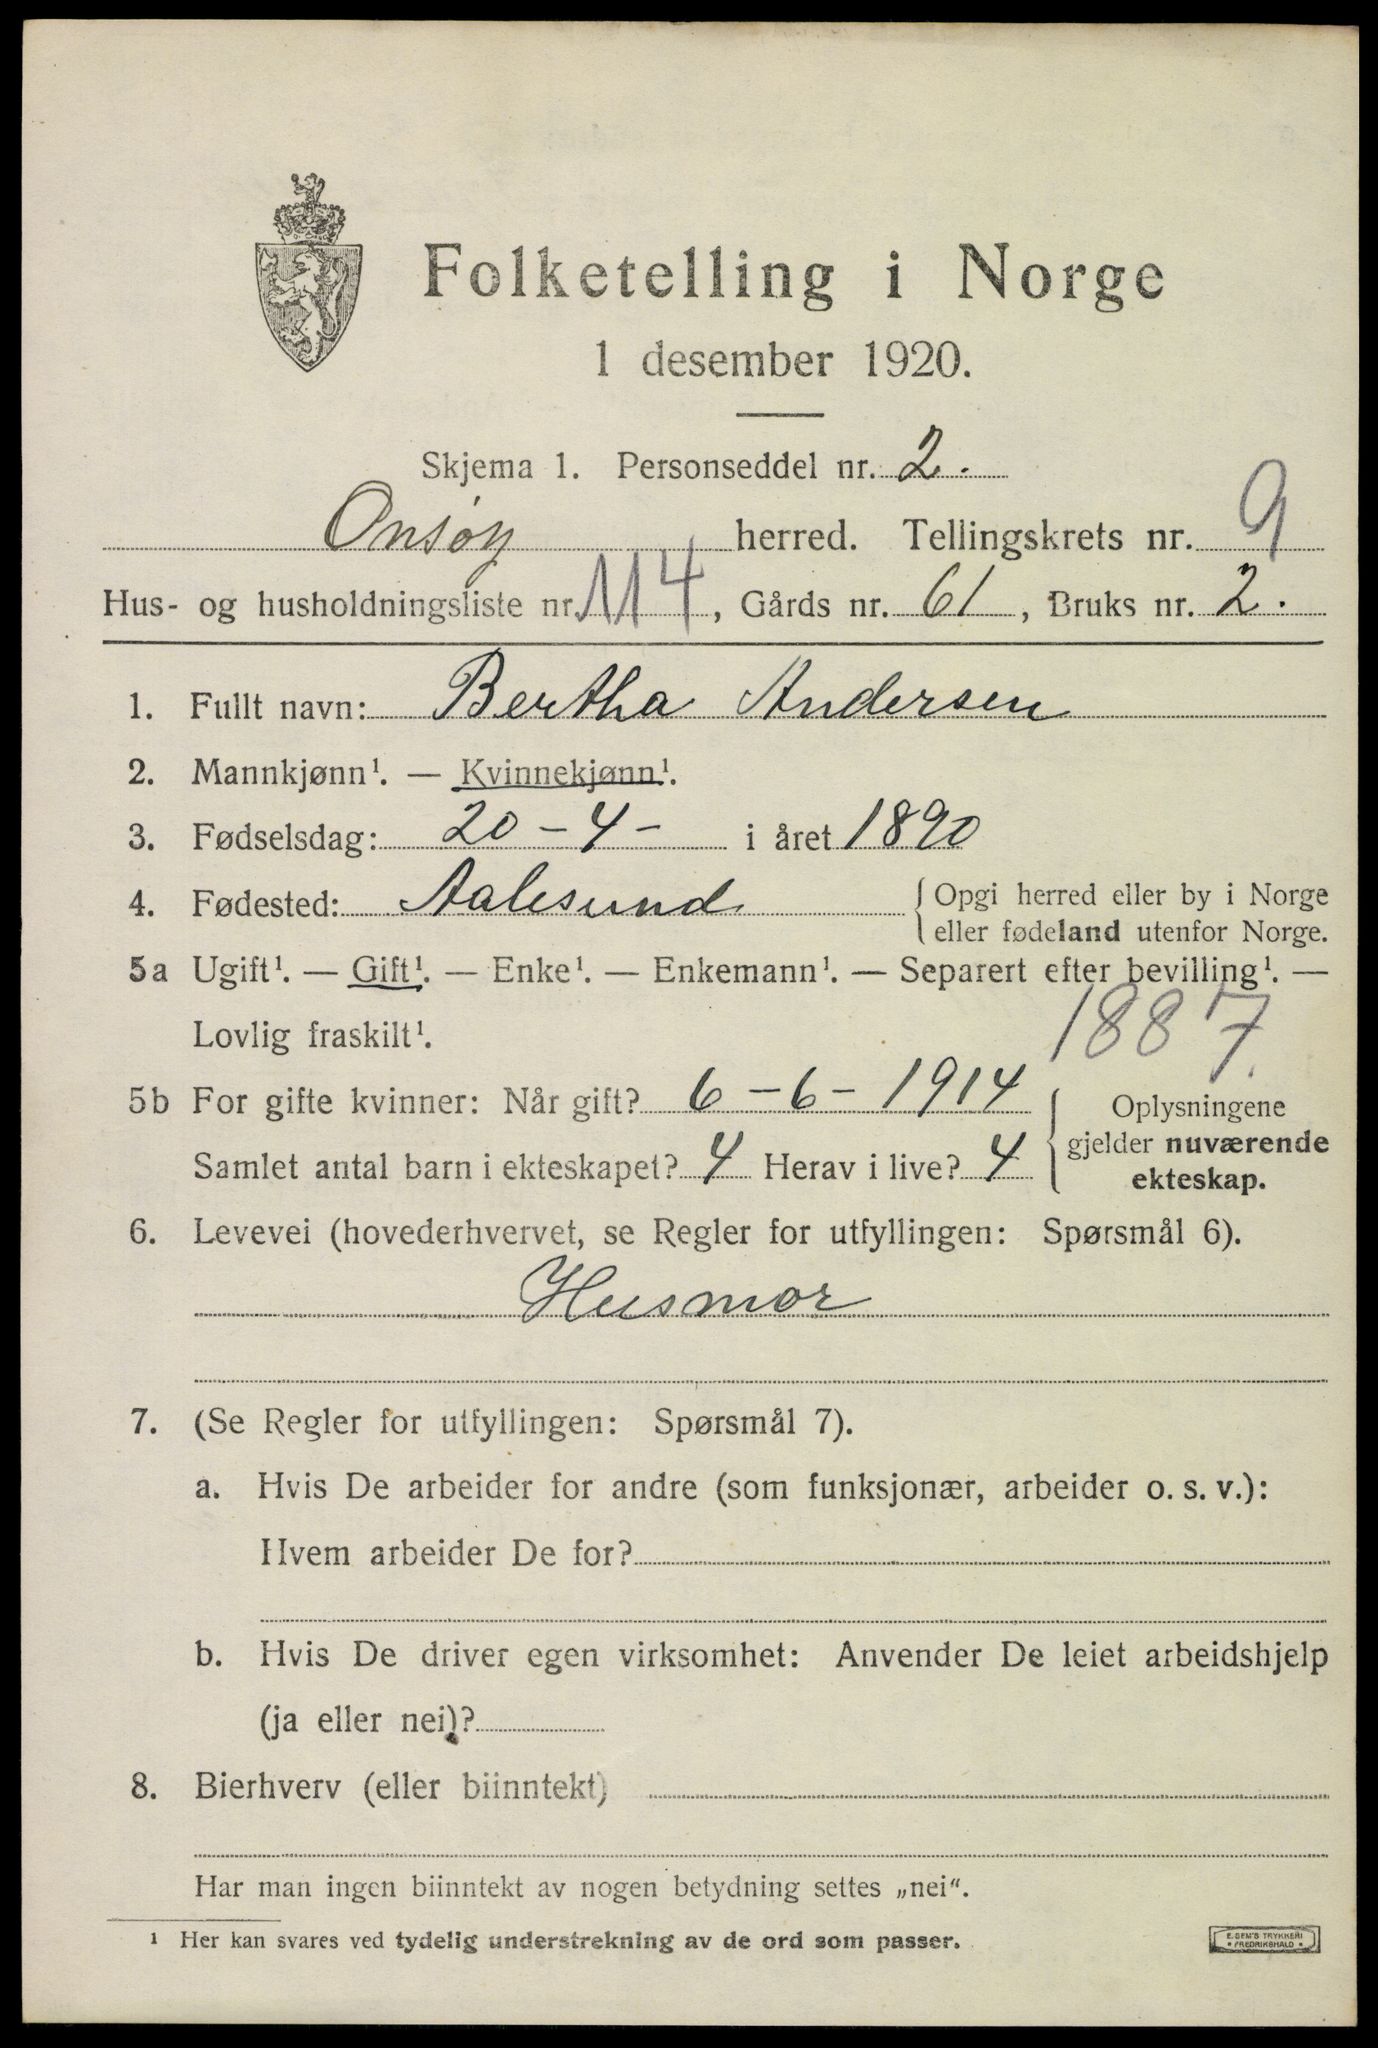 Folketelling i Norge
1 desember 1920.
Skjema 1. Personseddel nr. 2.
Onsøy herred. Tellingskrets nr. 9
Hus- og husholdningsliste nr. 114, Gårds nr. 61, Bruks nr. 2.
1. Fullt navn: Bertha Andersen
2. Mannkjønn¹. — Kvinnekjønn¹.
3. Fødselsdag: 20-4- i året 1890
4. Fødested: Aalesund { Opgi herred eller by i Norge
eller fødeland utenfor Norge.
5a Ugift¹. — Gift¹. — Enke¹. — Enkemann¹. — Separert efter bevilling¹. —
Lovlig fraskilt¹. 1887.
5b For gifte kvinner: Når gift? 6-6-1914 { Oplysningene
Samlet antal barn i ekteskapet? 4 Herav i live? 4 gjelder nuværende
ekteskap.
6. Levevei (hovederhvervet, se Regler for utfyllingen: Spørsmål 6).
Husmor
7. (Se Regler for utfyllingen: Spørsmål 7).
a. Hvis De arbeider for andre (som funksjonær, arbeider o. s. v.):
Hvem arbeider De for?
b. Hvis De driver egen virksomhet: Anvender De leiet arbeidshjelp
(ja eller nei)?
8. Bierhverv (eller biinntekt)
Har man ingen biinntekt av nogen betydning settes „nei“.
¹ Her kan svares ved tydelig understrekning av de ord som passer.
E. SEM'S TRYKKERI
• FREDRIKSHALD •